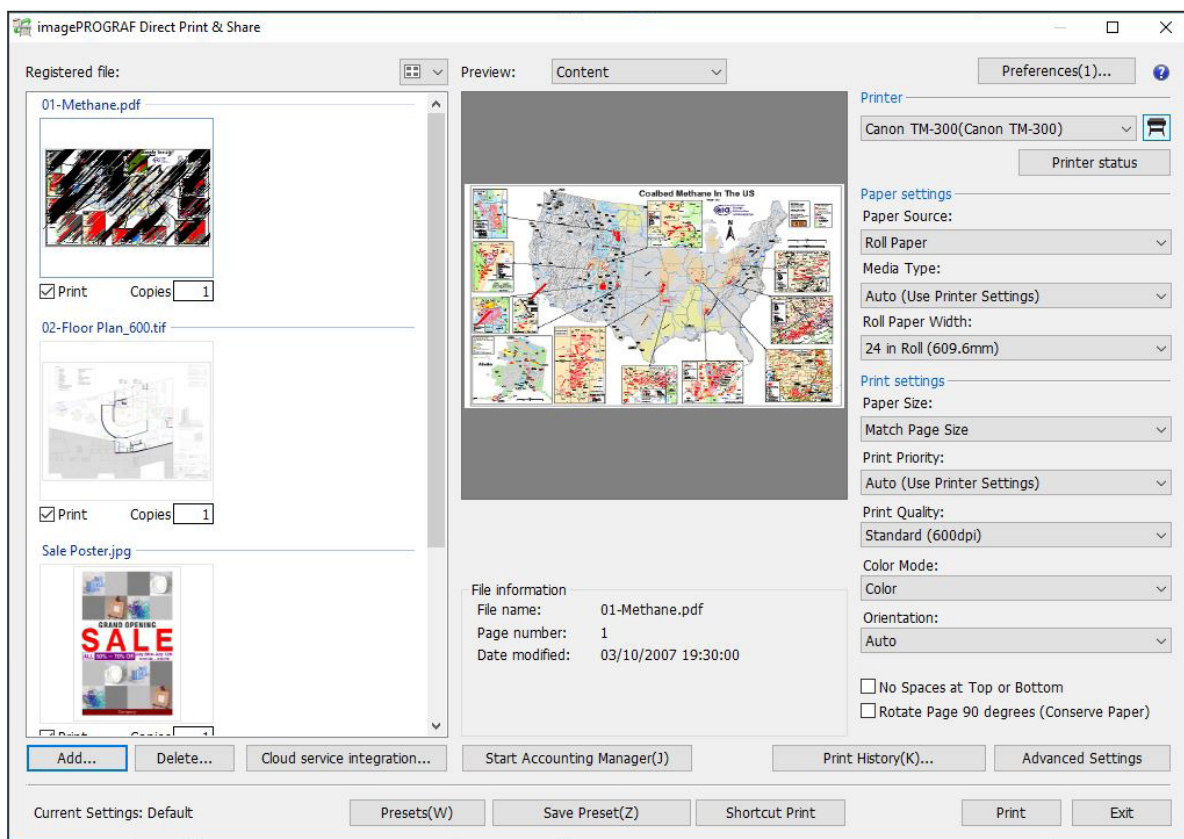 imagePROGRAF Direct Print & Share
Registered file:
01-Methane.pdf
Print Copies 1
02-Floor Plan_600.tif
Print Copies 1
Sale Poster.jpg
GRAND OPENING
SALE
Print Copies 1
Add...
Delete...
Cloud service integration...
Preview: Content
Coalbed Methane In The US
eia
N
Alaska
File information
File name: 01-Methane.pdf
Page number: 1
Date modified: 03/10/2007 19:30:00
Start Accounting Manager(J)
Preferences(1)...
?
Printer
Canon TM-300(Canon TM-300)
Printer status
Paper settings
Paper Source:
Roll Paper
Media Type:
Auto (Use Printer Settings)
Roll Paper Width:
24 in Roll (609.6mm)
Print settings
Paper Size:
Match Page Size
Print Priority:
Auto (Use Printer Settings)
Print Quality:
Standard (600dpi)
Color Mode:
Color
Orientation:
Auto
No Spaces at Top or Bottom
Rotate Page 90 degrees (Conserve Paper)
Print History(K)...
Advanced Settings
Current Settings: Default
Presets(W)
Save Preset(Z)
Shortcut Print
Print
Exit